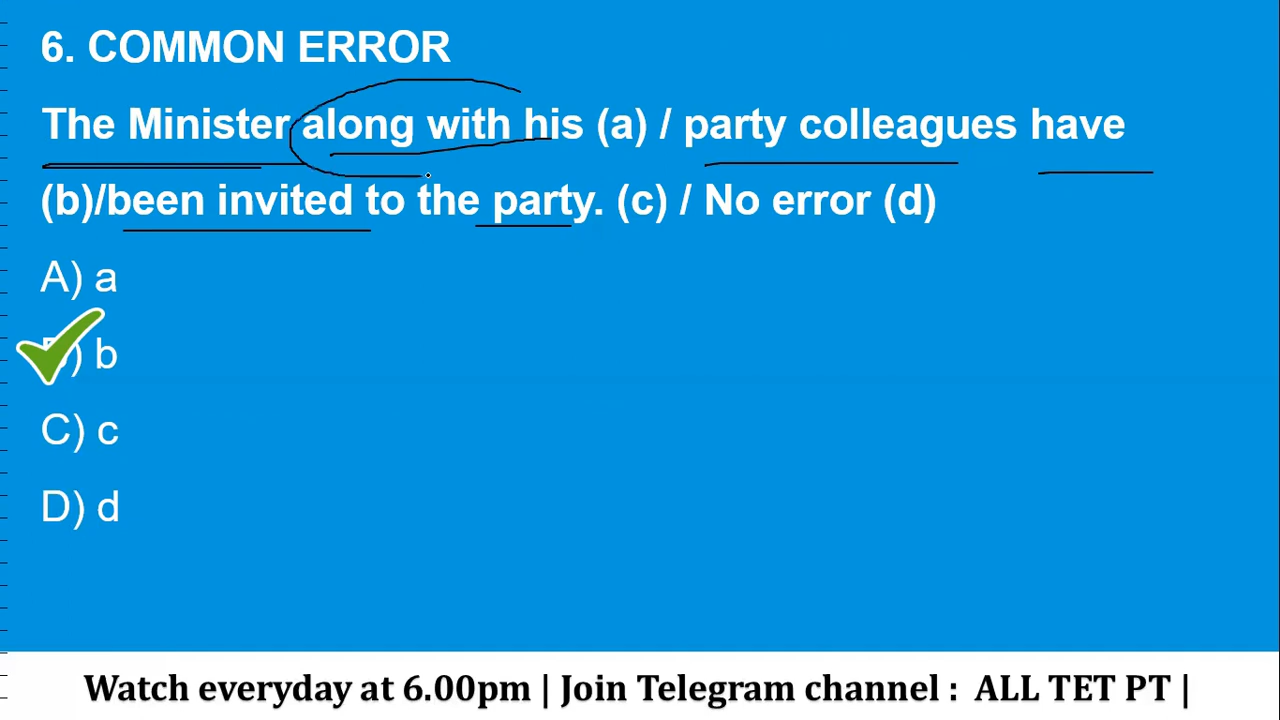 6. COMMON ERROR
The Minister along with his (a) / party colleagues have
(b)/been invited to the party. (c) / No error (d)
A) a
B) b
C) c
D) d
Watch everyday at 6.00pm | Join Telegram channel : ALL TET PT |